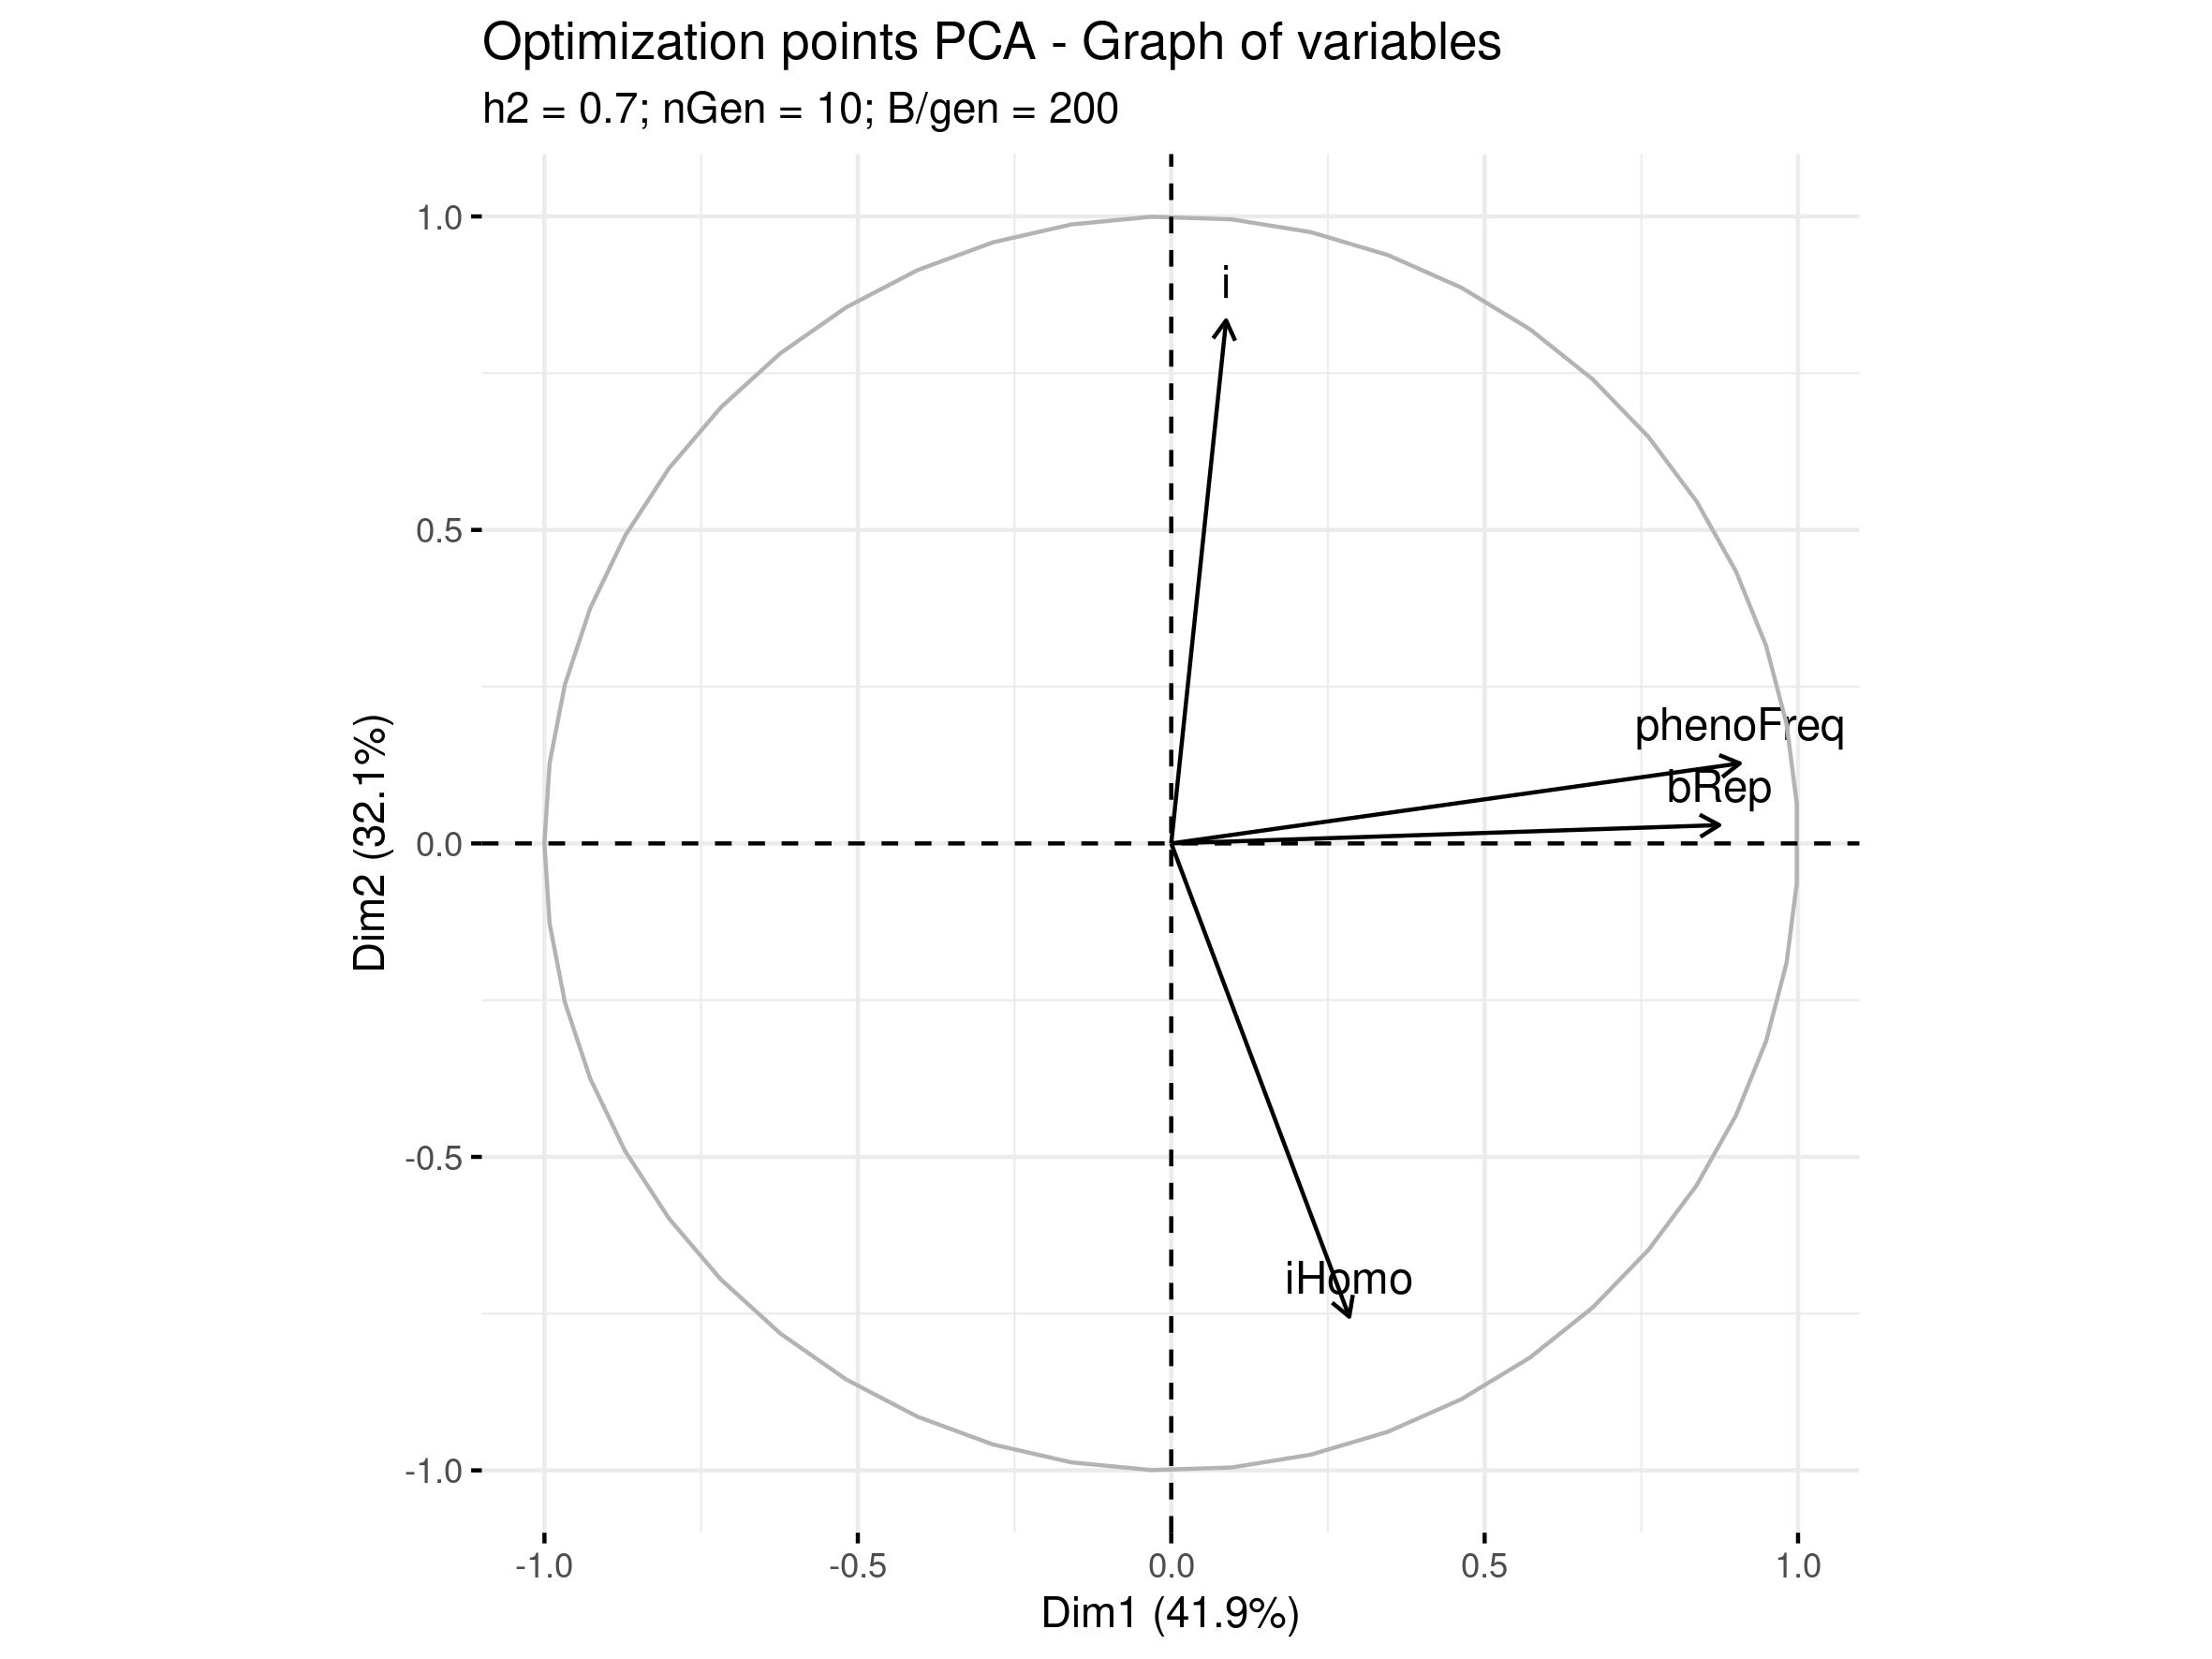 Optimization points PCA - Graph of variables
h2 = 0.7; nGen = 10; B/gen = 200
1.0
0.5
0.0
-0.5
-1.0
Dim2 (32.1%)
i
phenoFreq
bRep
iHomo
-1.0
-0.5
0.0
0.5
1.0
Dim1 (41.9%)